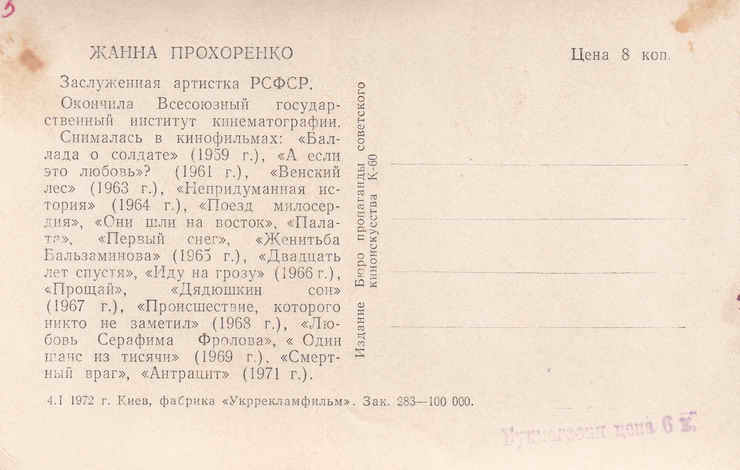 5
ЖАННА ПРОХОРЕНКО
Заслуженная артистка РСФСР.
Окончила Всесоюзный государ-
ственный институт кинематографии.
Снималась в кинофильмах: «Бал-
лада о солдате» (1959 г.), «А если
это любовь»? (1961 г.), «Венский
лес» (1963 г.), «Непридуманная ис-
тория» (1964 г.), «Поезд милосер-
дия», «Они шли на восток», «Пала-
та», «Первый снег», «Женитьба
Бальзаминова» (1965 г.), «Двадцать
лет спустя», «Иду на грозу» (1966 г.),
«Прощай», «Дядюшкин сон»
(1967 г.), «Происшествие, которого
никто не заметил» (1968 г.), «Лю-
бовь Серафима Фролова», « Один
шанс из тысячи» (1969 г.), «Смерт-
ный враг», «Антрацит» (1971 г.).
4.I 1972 г. Киев, фабрика «Укррекламфильм». Зак. 283—100 000.
Издание Бюро пропаганды советского
киноискусства К-60
Цена 8 коп.
цена 6 к.